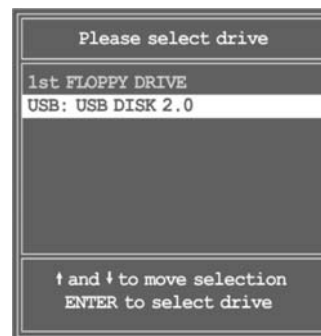 Please select drive
1st FLOPPY DRIVE
USB: USB DISK 2.0
↑ and ↓ to move selection
ENTER to select drive